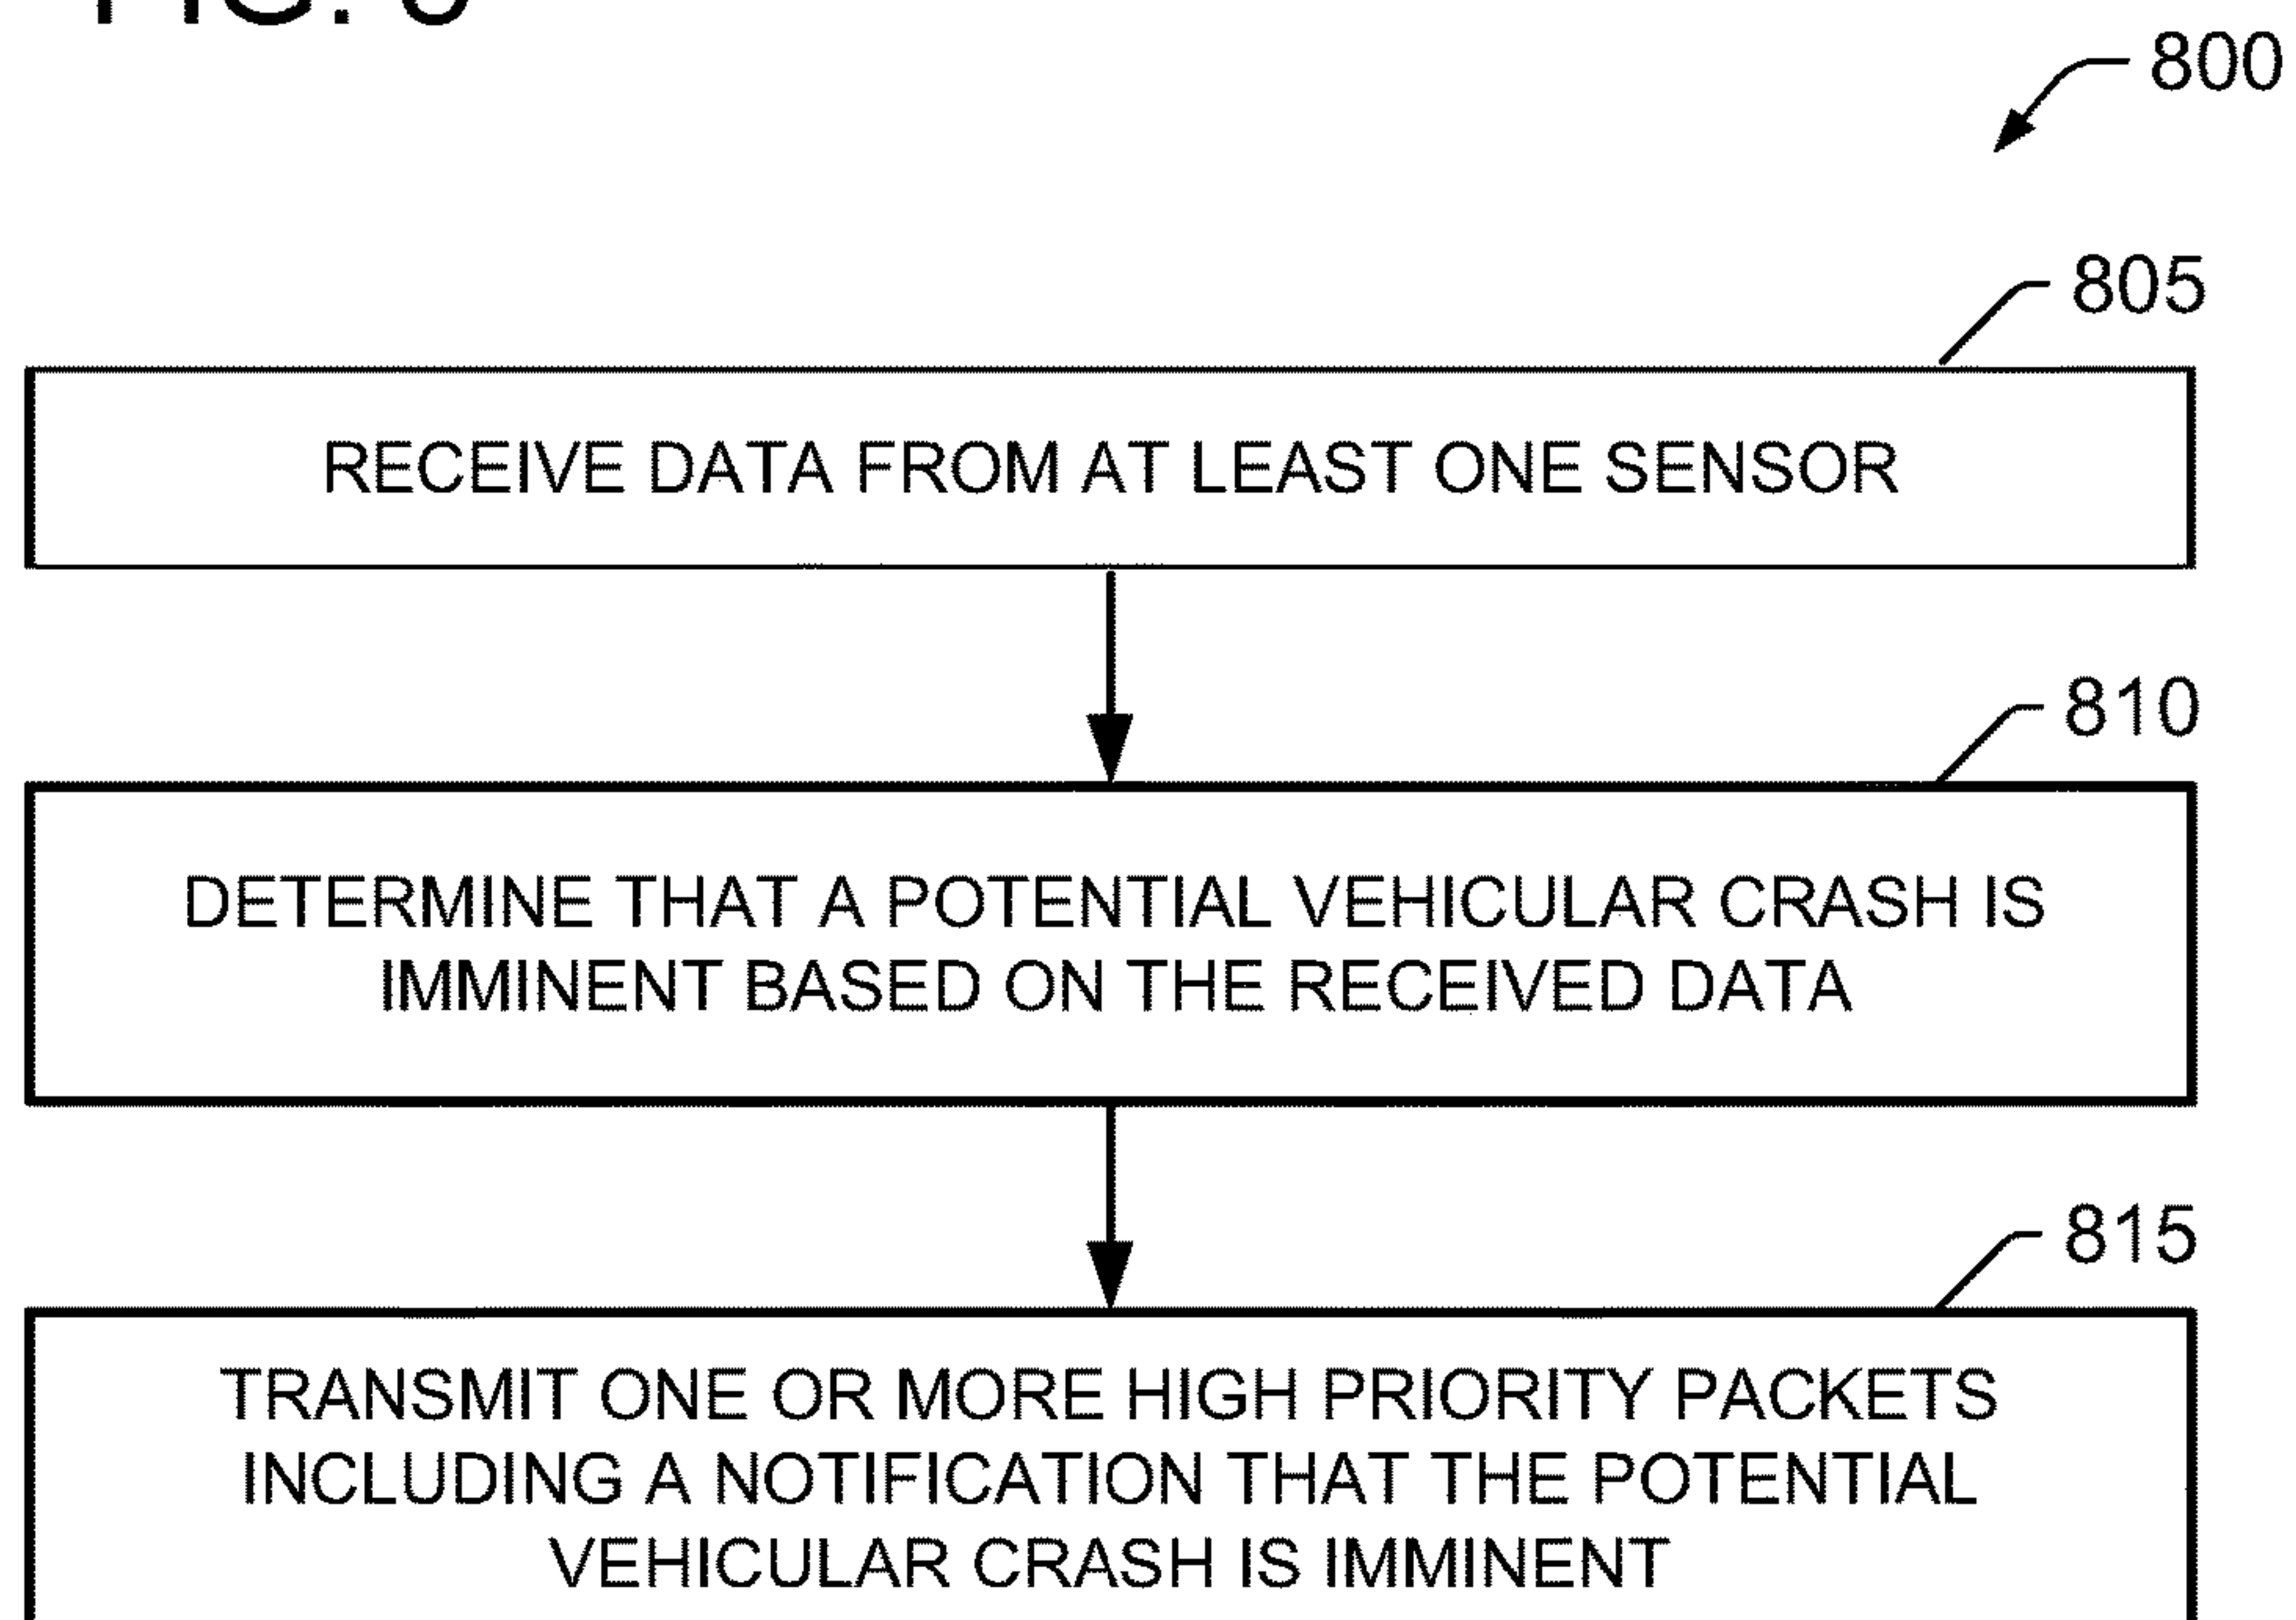 FIG.
800
805
RECEIVE DATA FROM AT LEAST ONE SENSOR
810
DETERMINE THAT A POTENTIAL VEHICULAR CRASH IS
IMMINENT BASED ON THE RECEIVED DATA
815
TRANSMIT ONE OR MORE HIGH PRIORITY PACKETS
INCLUDING A NOTIFICATION THAT THE POTENTIAL
VEHICULAR CRASH IS IMMINENT